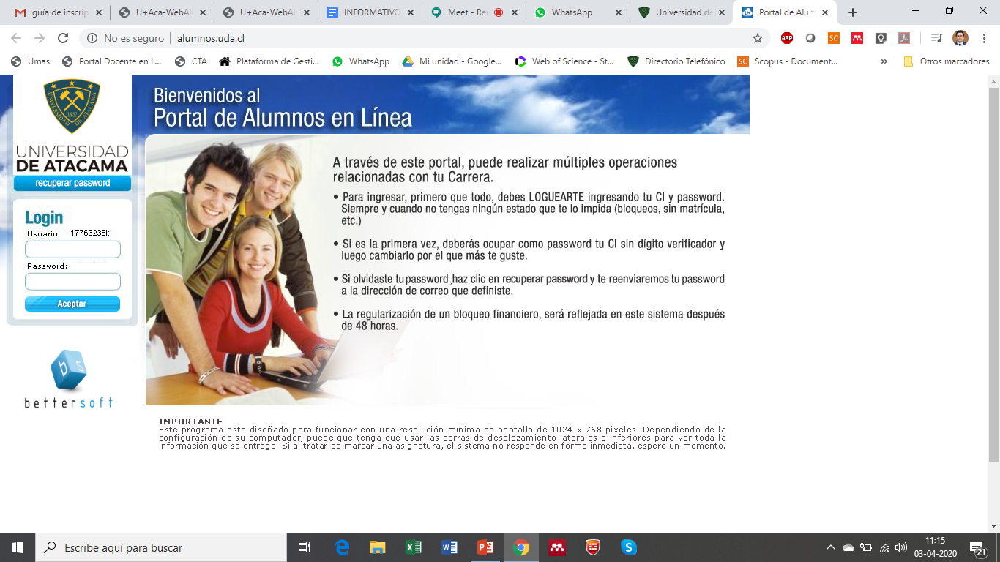 guía de inscrip
U+Aca-WebAl
U+Aca-WebAl
INFORMATIVO
Meet - Re
WhatsApp
Universidad de
Portal de Alum
No es seguro
alumnos.uda.cl
ABP
SC
Umas
Portal Docente en L...
CTA
Plataforma de Gesti...
WhatsApp
Mi unidad - Google...
Web of Science - St...
Directorio Telefónico
SC
Scopus - Document...
»
Otros marcadores
UNIVERSIDAD DE ATACAMA
1857
UNIVERSIDAD
DE ATACAMA
recuperar password
Login
Usuario 17763235k
Password:
Aceptar
bs
bettersoft
Bienvenidos al
Portal de Alumnos en Línea
A través de este portal, puede realizar múltiples operaciones
relacionadas con tu Carrera.
• Para ingresar, primero que todo, debes LOGUEARTE ingresando tu CI y password.
Siempre y cuando no tengas ningún estado que te lo impida (bloqueos, sin matrícula,
etc.)
• Si es la primera vez, deberás ocupar como password tu CI sin dígito verificador y
luego cambiarlo por el que más te guste.
• Si olvidaste tu password ,haz clic en recuperar password y te reenviaremos tu password
a la dirección de correo que definiste.
• La regularización de un bloqueo financiero, será reflejada en este sistema después
de 48 horas.
IMPORTANTE
Este programa esta diseñado para funcionar con una resolución mínima de pantalla de 1024 x 768 pixeles. Dependiendo de la
configuración de su computador, puede que tenga que usar las barras de desplazamiento laterales e inferiores para ver toda la
información que se entrega. Si al tratar de marcar una asignatura, el sistema no responde en forma inmediata, espere un momento.
Escribe aquí para buscar
11:15
03-04-2020
21